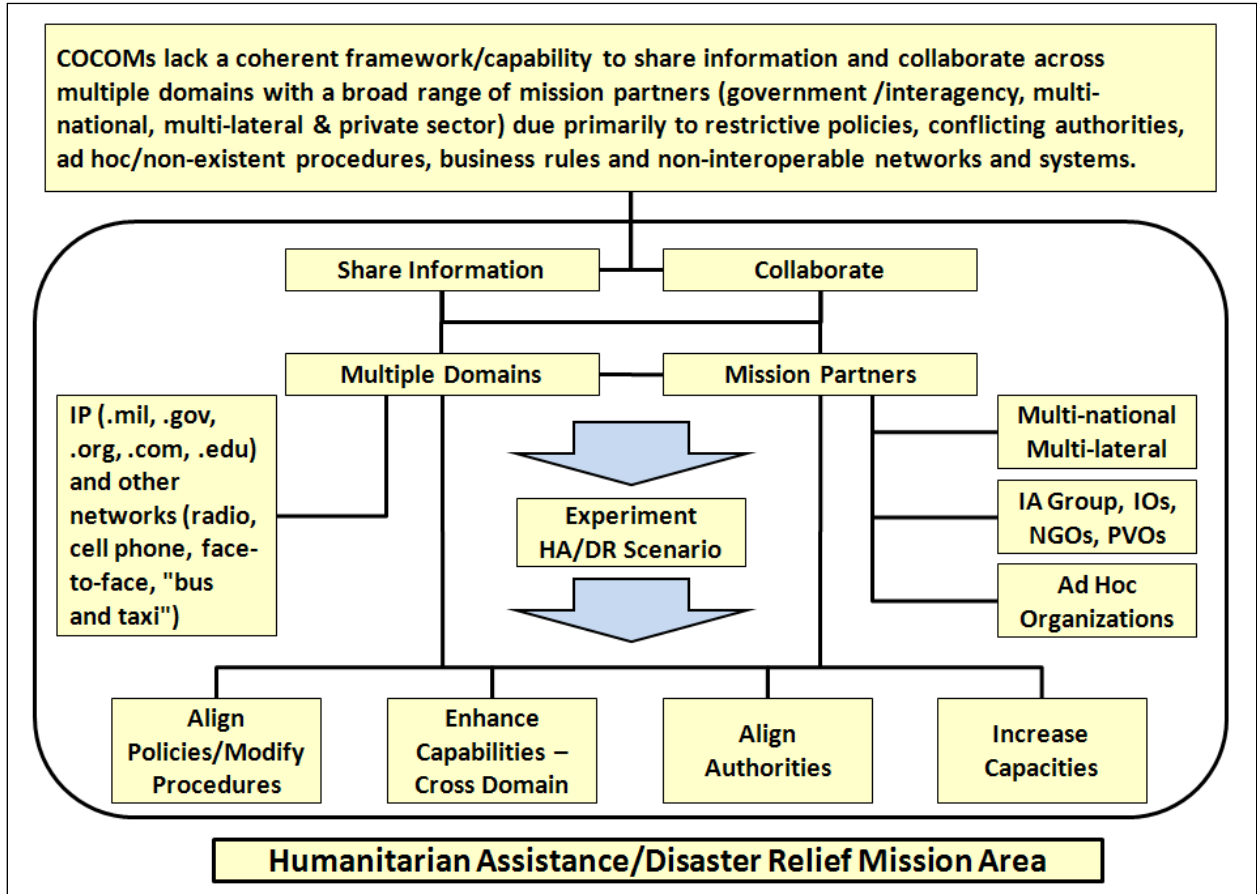 COCOMs lack a coherent framework/capability to share information and collaborate across
multiple domains with a broad range of mission partners (government /interagency, multi-
national, multi-lateral & private sector) due primarily to restrictive policies, conflicting authorities,
ad hoc/non-existent procedures, business rules and non-interoperable networks and systems.
Share Information
Collaborate
Multiple Domains
Mission Partners
IP (.mil, .gov,
.org, .com, .edu)
and other
networks (radio,
cell phone, face-
to-face, "bus
and taxi")
Experiment
HA/DR Scenario
Multi-national
Multi-lateral
IA Group, IOs,
NGOs, PVOs
Ad Hoc
Organizations
Align
Policies/Modify
Procedures
Enhance
Capabilities –
Cross Domain
Align
Authorities
Increase
Capacities
Humanitarian Assistance/Disaster Relief Mission Area